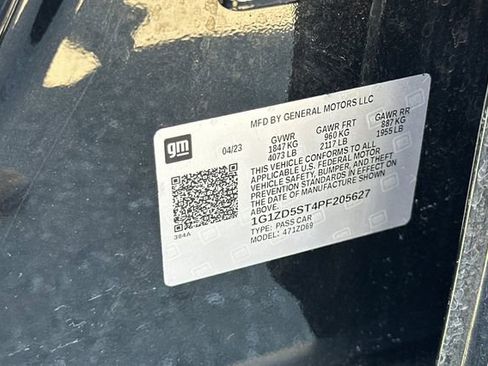 MFD BY GENERAL MOTORS LLC
gm
04/23
GVWR GAWR FRT GAWR RR
1847 KG 960 KG 887 KG
4073 LB 2117 LB 1955 LB
THIS VEHICLE CONFORMS TO ALL
APPLICABLE U.S. FEDERAL MOTOR
VEHICLE SAFETY, BUMPER, AND THEFT
PREVENTION STANDARDS IN EFFECT ON
THE DATE OF MANUFACTURE SHOWN
ABOVE.
1G1ZD5ST4PF205627
TYPE: PASS CAR
MODEL: 471ZD69
384A